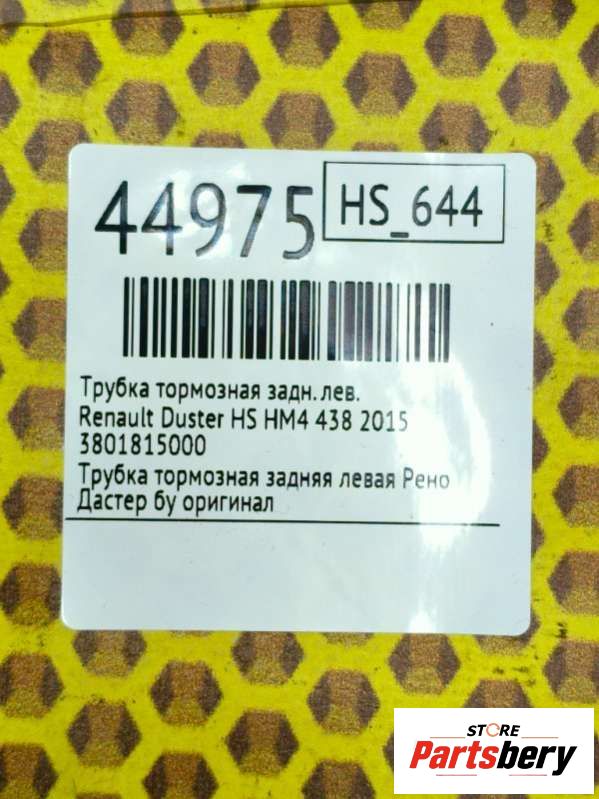 44975
HS_644
Трубка тормозная задн. лев.
Renault Duster HS HM4 438 2015
3801815000
Трубка тормозная задняя левая Рено
Дастер бу оригинал
STORE
Partsbery